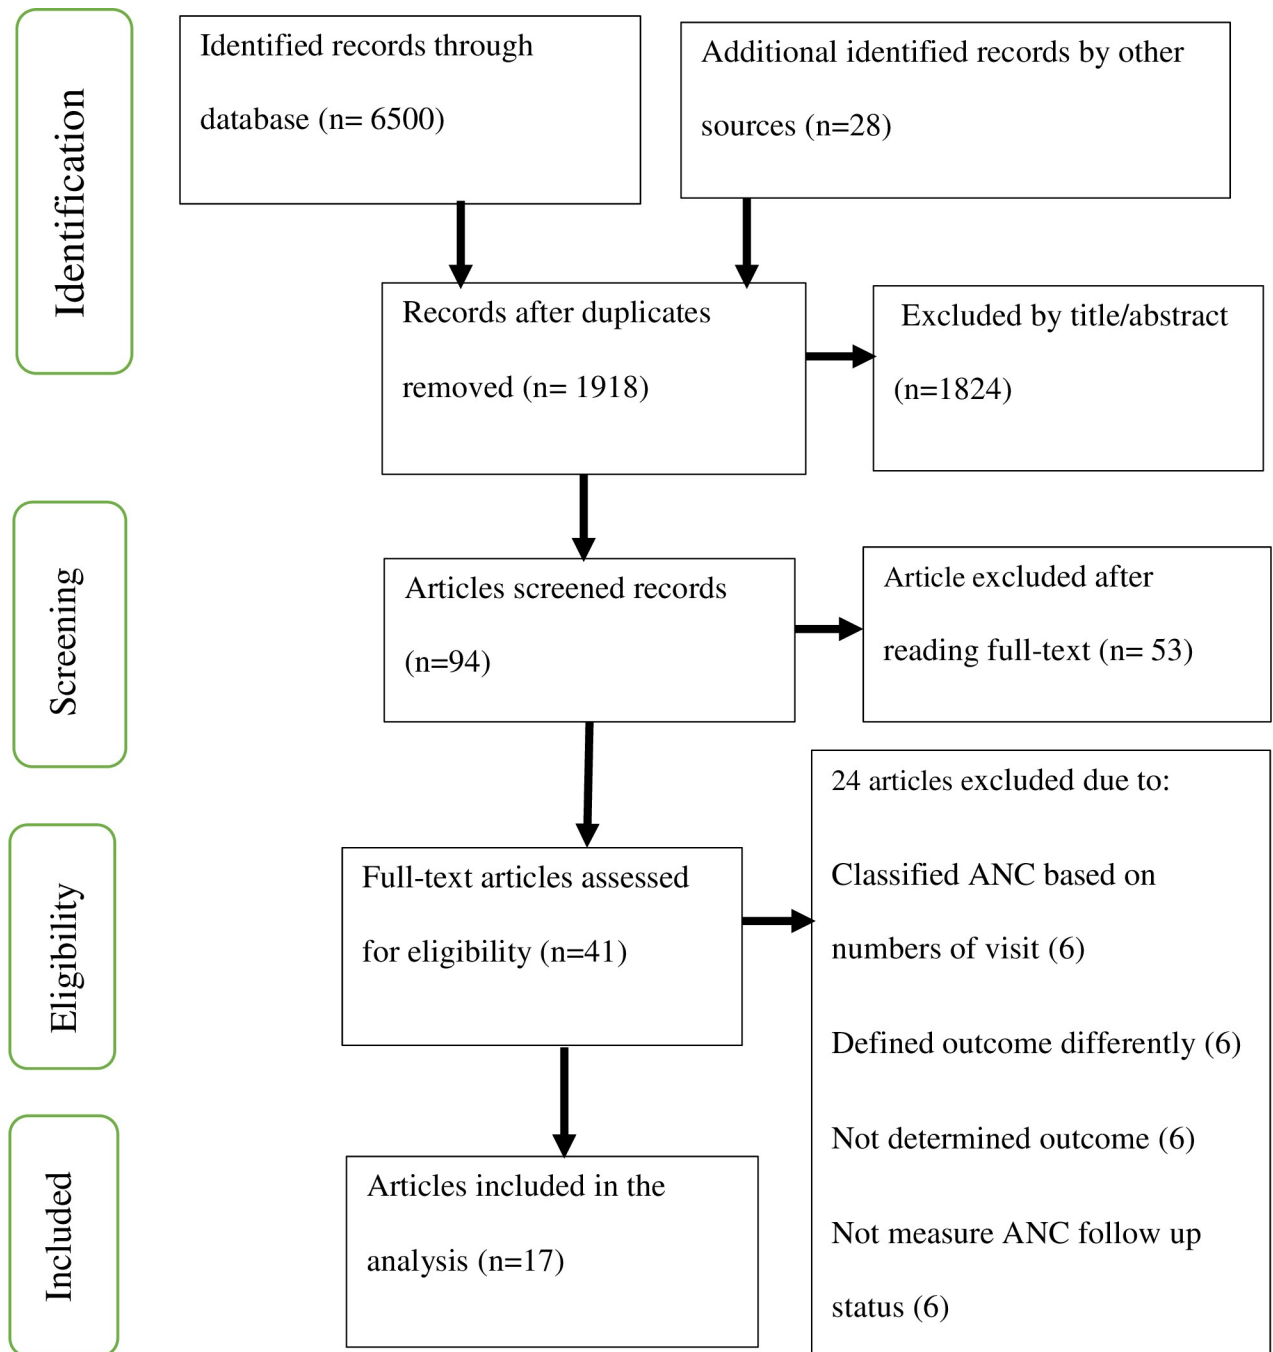 Identification
Identified records through
database (n= 6500)
Additional identified records by other
sources (n=28)
Records after duplicates
removed (n= 1918)
Excluded by title/abstract
(n=1824)
Screening
Articles screened records
(n=94)
Article excluded after
reading full-text (n= 53)
Eligibility
Full-text articles assessed
for eligibility (n=41)
24 articles excluded due to:
Classified ANC based on
numbers of visit (6)
Defined outcome differently (6)
Not determined outcome (6)
Not measure ANC follow up
status (6)
Included
Articles included in the
analysis (n=17)